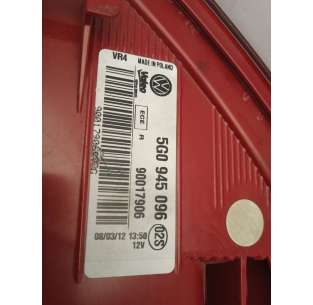 VR4
MADE IN POLAND
Valeo
ECE A
5G0 945 096 02S
90017906
08/03/12 13:50
12V